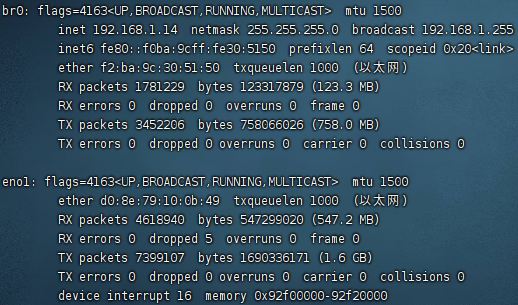 br0: flags=4163<UP,BROADCAST,RUNNING,MULTICAST>  mtu 1500
inet 192.168.1.14  netmask 255.255.255.0  broadcast 192.168.1.255
inet6 fe80::f0ba:9cff:fe30:5150  prefixlen 64  scopeid 0x20<link>
ether f2:ba:9c:30:51:50  txqueuelen 1000  (以太网)
RX packets 1781229  bytes 123317879 (123.3 MB)
RX errors 0  dropped 0  overruns 0  frame 0
TX packets 3452206  bytes 758066026 (758.0 MB)
TX errors 0  dropped 0 overruns 0  carrier 0  collisions 0
eno1: flags=4163<UP,BROADCAST,RUNNING,MULTICAST>  mtu 1500
ether d0:8e:79:10:0b:49  txqueuelen 1000  (以太网)
RX packets 4618940  bytes 547299020 (547.2 MB)
RX errors 0  dropped 5  overruns 0  frame 0
TX packets 7399107  bytes 1690336171 (1.6 GB)
TX errors 0  dropped 0 overruns 0  carrier 0  collisions 0
device interrupt 16  memory 0x92f00000-92f20000